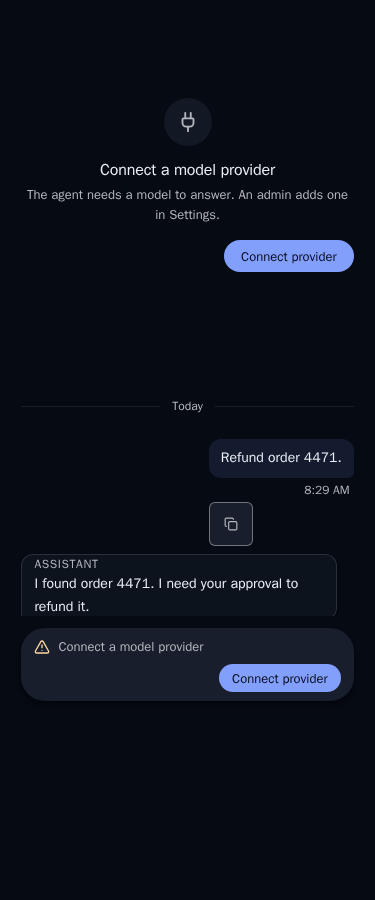 Connect a model provider
The agent needs a model to answer. An admin adds one
in Settings.
Connect provider
Today
Refund order 4471.
8:29 AM
ASSISTANT
I found order 4471. I need your approval to
refund it.
Connect a model provider
Connect provider